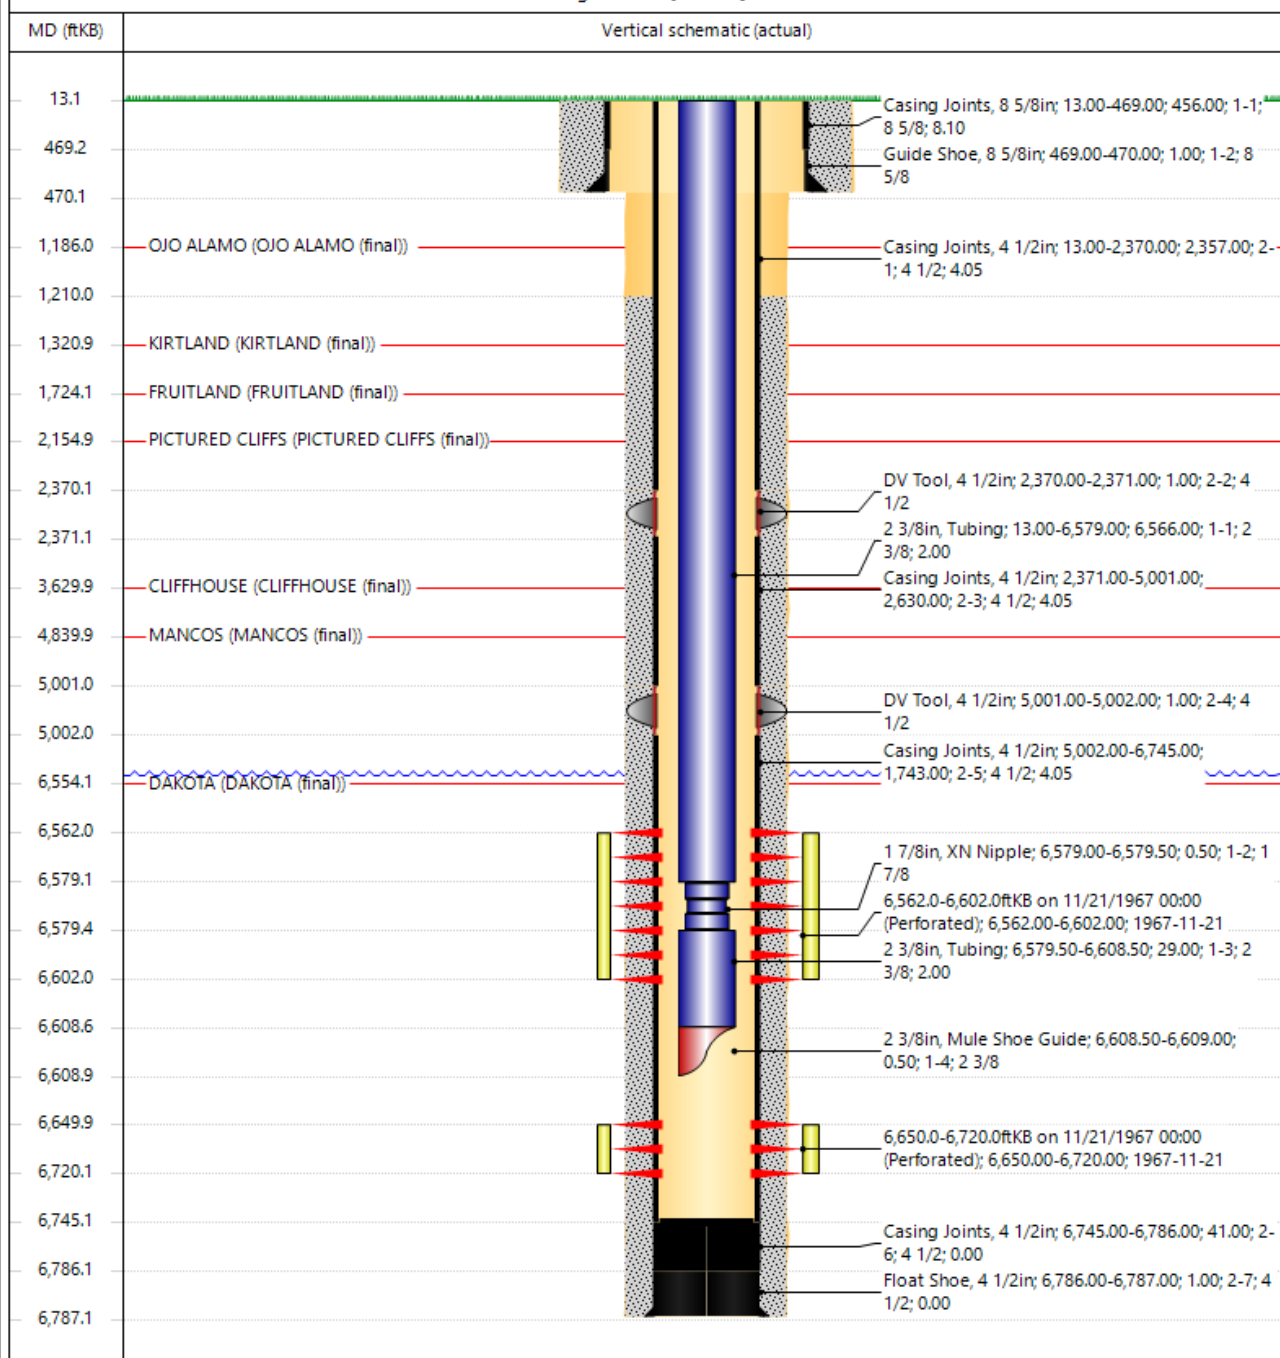 MD (ftKB)
Vertical schematic (actual)
13.1
Casing Joints, 8 5/8in; 13.00-469.00; 456.00; 1-1;
8 5/8; 8.10
469.2
Guide Shoe, 8 5/8in; 469.00-470.00; 1.00; 1-2; 8
5/8
470.1
1,186.0
OJO ALAMO (OJO ALAMO (final))
Casing Joints, 4 1/2in; 13.00-2,370.00; 2,357.00; 2-
1; 4 1/2; 4.05
1,210.0
1,320.9
KIRTLAND (KIRTLAND (final))
1,724.1
FRUITLAND (FRUITLAND (final))
2,154.9
PICTURED CLIFFS (PICTURED CLIFFS (final))
2,370.1
DV Tool, 4 1/2in; 2,370.00-2,371.00; 1.00; 2-2; 4
1/2
2,371.1
2 3/8in, Tubing; 13.00-6,579.00; 6,566.00; 1-1; 2
3/8; 2.00
3,629.9
CLIFFHOUSE (CLIFFHOUSE (final))
Casing Joints, 4 1/2in; 2,371.00-5,001.00;
2,630.00; 2-3; 4 1/2; 4.05
4,839.9
MANCOS (MANCOS (final))
5,001.0
DV Tool, 4 1/2in; 5,001.00-5,002.00; 1.00; 2-4; 4
1/2
5,002.0
Casing Joints, 4 1/2in; 5,002.00-6,745.00;
1,743.00; 2-5; 4 1/2; 4.05
6,554.1
DAKOTA (DAKOTA (final))
6,562.0
1 7/8in, XN Nipple; 6,579.00-6,579.50; 0.50; 1-2; 1
7/8
6,579.1
6,562.0-6,602.0ftKB on 11/21/1967 00:00
(Perforated); 6,562.00-6,602.00; 1967-11-21
6,579.4
2 3/8in, Tubing; 6,579.50-6,608.50; 29.00; 1-3; 2
3/8; 2.00
6,602.0
6,608.6
2 3/8in, Mule Shoe Guide; 6,608.50-6,609.00;
0.50; 1-4; 2 3/8
6,608.9
6,649.9
6,650.0-6,720.0ftKB on 11/21/1967 00:00
(Perforated); 6,650.00-6,720.00; 1967-11-21
6,720.1
6,745.1
Casing Joints, 4 1/2in; 6,745.00-6,786.00; 41.00; 2-
6; 4 1/2; 0.00
6,786.1
Float Shoe, 4 1/2in; 6,786.00-6,787.00; 1.00; 2-7; 4
1/2; 0.00
6,787.1